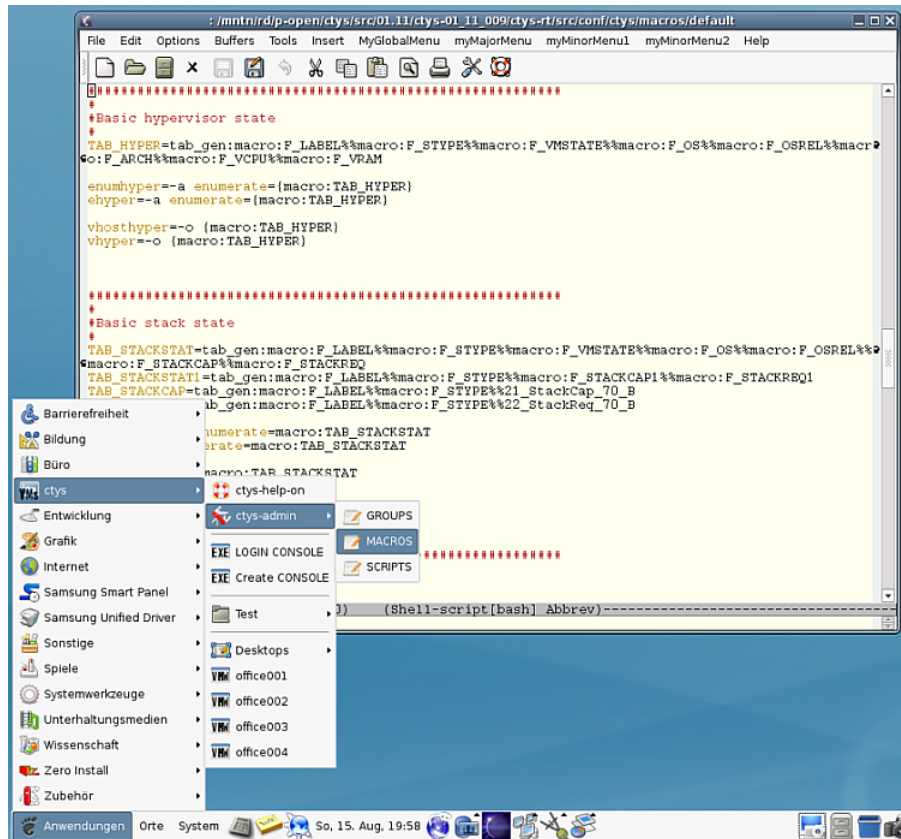 : /mntn/rd/p-open/ctys/src/01.11/ctys-01_11_009/ctys-rt/src/conf/ctys/macros/default
File Edit Options Buffers Tools Insert MyGlobalMenu myMajorMenu myMinorMenu1 myMinorMenu2 Help
##########################################################
#
#Basic hypervisor state
#
TAB_HYPER=tab_gen:macro:F_LABEL%%macro:F_STYPE%%macro:F_VMSTATE%%macro:F_OS%%macro:F_OSREL%%macr
o:F_ARCH%%macro:F_VCPU%%macro:F_VRAM
enumhyper=-a enumerate={macro:TAB_HYPER}
ehyper=-a enumerate={macro:TAB_HYPER}
vhosthyper=-o {macro:TAB_HYPER}
vhyper=-o {macro:TAB_HYPER}
##########################################################
#
#Basic stack state
#
TAB_STACKSTAT=tab_gen:macro:F_LABEL%%macro:F_STYPE%%macro:F_VMSTATE%%macro:F_OS%%macro:F_OSREL%%
macro:F_STACKCAP%%macro:F_STACKREQ
TAB_STACKSTAT1=tab_gen:macro:F_LABEL%%macro:F_STYPE%%macro:F_STACKCAP1%%macro:F_STACKREQ1
TAB_STACKCAP=tab_gen:macro:F_LABEL%%macro:F_STYPE%%21_StackCap_70_B
ab_gen:macro:F_LABEL%%macro:F_STYPE%%22_StackReq_70_B
numerate=macro:TAB_STACKSTAT
erate=macro:TAB_STACKSTAT
macro:TAB_STACKSTAT
#################
(Shell-script[bash] Abbrev)
Barrierefreiheit
Bildung
Büro
ctys
Entwicklung
Grafik
Internet
Samsung Smart Panel
Samsung Unified Driver
Sonstige
Spiele
Systemwerkzeuge
Unterhaltungsmedien
Wissenschaft
Zero Install
Zubehör
ctys-help-on
ctys-admin
EXE LOGIN CONSOLE
EXE Create CONSOLE
Test
Desktops
office001
office002
office003
office004
GROUPS
MACROS
SCRIPTS
Anwendungen Orte System So, 15. Aug, 19:58